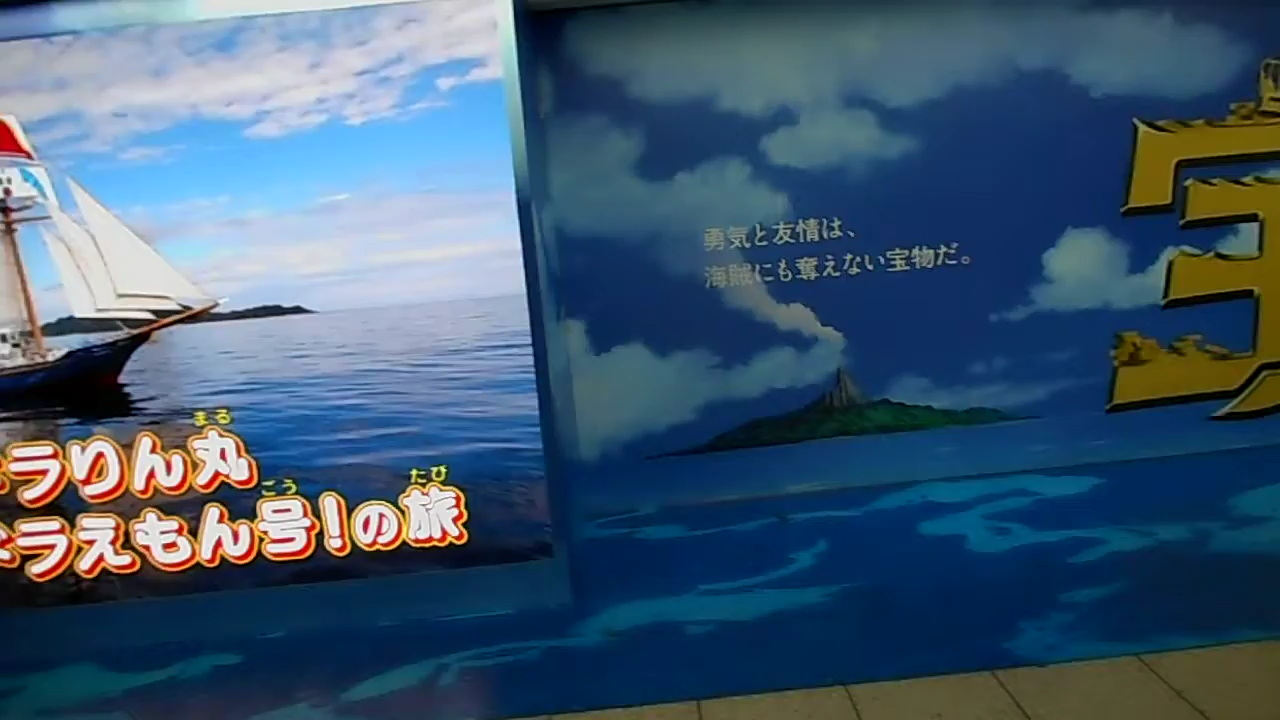 ラりん丸
まる
ラえもん号!の旅
ごう たび
勇気と友情は、
海賊にも奪えない宝物だ。
宝